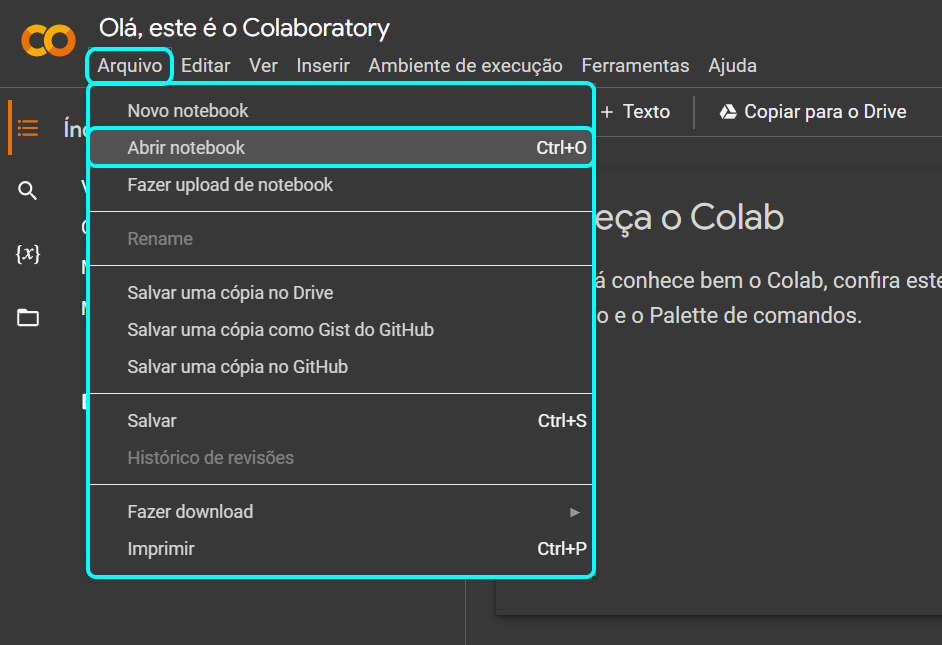 Olá, este é o Colaboratory
Arquivo Editar Ver Inserir Ambiente de execução Ferramentas Ajuda
+ Texto Copiar para o Drive
Novo notebook
Abrir notebook Ctrl+O
Fazer upload de notebook
Rename
Salvar uma cópia no Drive
Salvar uma cópia como Gist do GitHub
Salvar uma cópia no GitHub
Salvar Ctrl+S
Histórico de revisões
Fazer download
Imprimir Ctrl+P
{x}
eça o Colab
á conhece bem o Colab, confira este
o e o Palette de comandos.